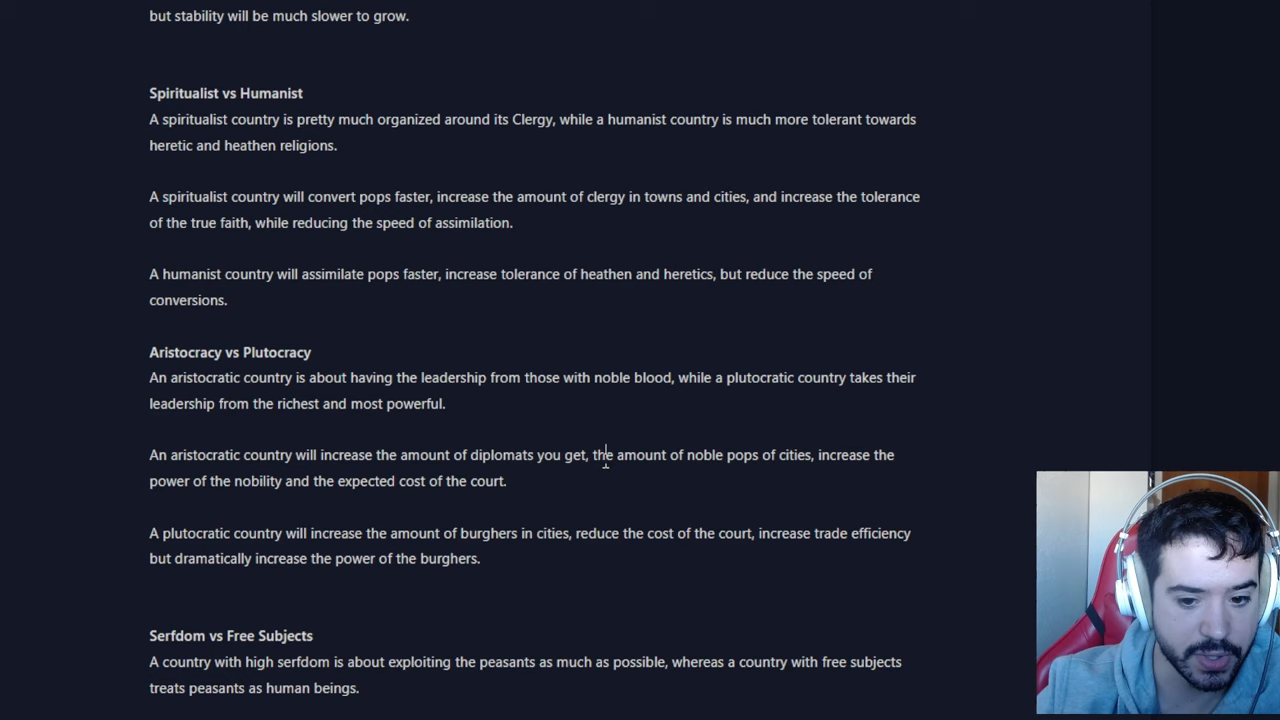 but stability will be much slower to grow.
Spiritualist vs Humanist
A spiritualist country is pretty much organized around its Clergy, while a humanist country is much more tolerant towards
heretic and heathen religions.
A spiritualist country will convert pops faster, increase the amount of clergy in towns and cities, and increase the tolerance
of the true faith, while reducing the speed of assimilation.
A humanist country will assimilate pops faster, increase tolerance of heathen and heretics, but reduce the speed of
conversions.
Aristocracy vs Plutocracy
An aristocratic country is about having the leadership from those with noble blood, while a plutocratic country takes their
leadership from the richest and most powerful.
An aristocratic country will increase the amount of diplomats you get, the amount of noble pops of cities, increase the
power of the nobility and the expected cost of the court.
A plutocratic country will increase the amount of burghers in cities, reduce the cost of the court, increase trade efficiency
but dramatically increase the power of the burghers.
Serfdom vs Free Subjects
A country with high serfdom is about exploiting the peasants as much as possible, whereas a country with free subjects
treats peasants as human beings.